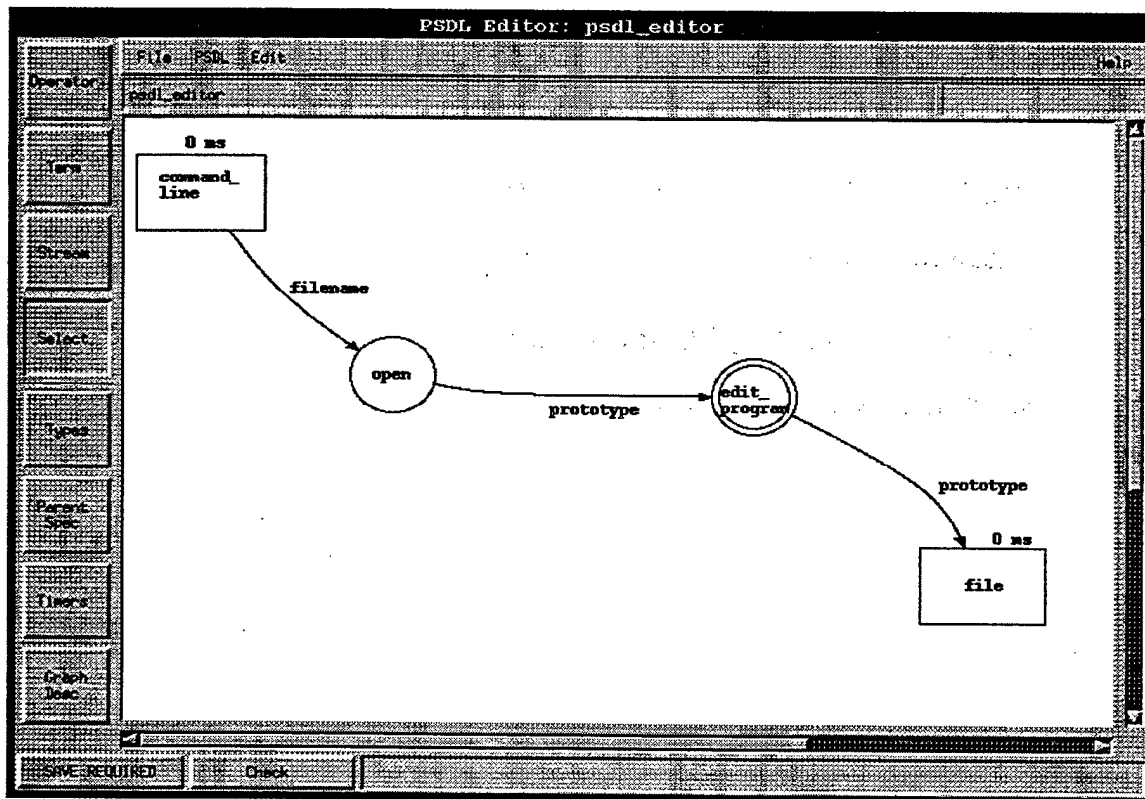 PSDL Editor: psdl_editor
File PSDL Edit Help
Operator
psdl_editor
Term
Stream
Select
Types
Parent
Spec
Timers
Graph
Desc
0 ms
command_
line
filename
open
prototype
edit_
program
prototype
0 ms
file
SAVE REQUIRED Check